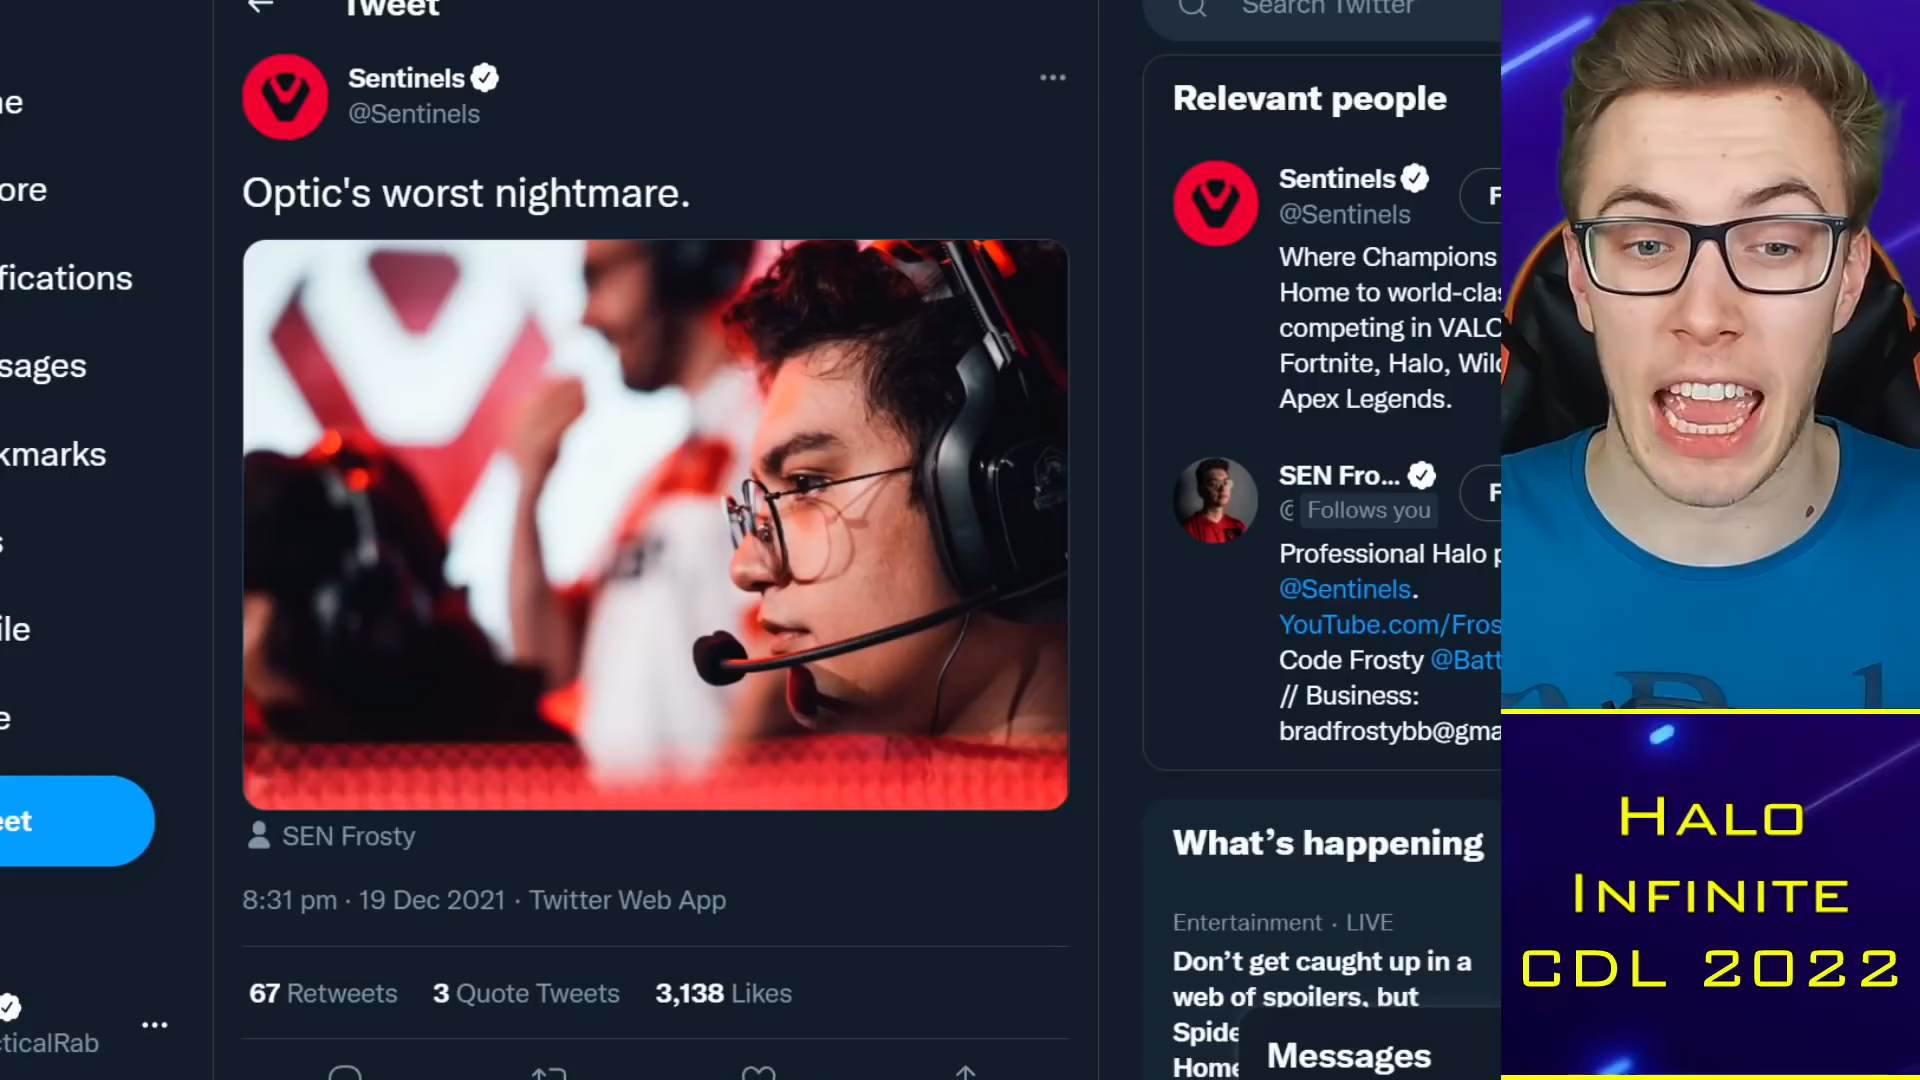 Tweet
Search Twitter
Sentinels
@Sentinels
Optic's worst nightmare.
SEN Frosty
8:31 pm · 19 Dec 2021 · Twitter Web App
67 Retweets 3 Quote Tweets 3,138 Likes
ore
fications
sages
kmarks
ile
eet
cticalRab
Relevant people
Sentinels
@Sentinels
Where Champions
Home to world-clas
competing in VALO
Fortnite, Halo, Wild
Apex Legends.
SEN Fro...
@ Follows you
Professional Halo p
@Sentinels.
YouTube.com/Fros
Code Frosty @Batt
// Business:
bradfrostybb@gma
What's happening
Entertainment · LIVE
Don't get caught up in a
web of spoilers, but
Spide
Home
Messages
Halo
Infinite
CDL 2022